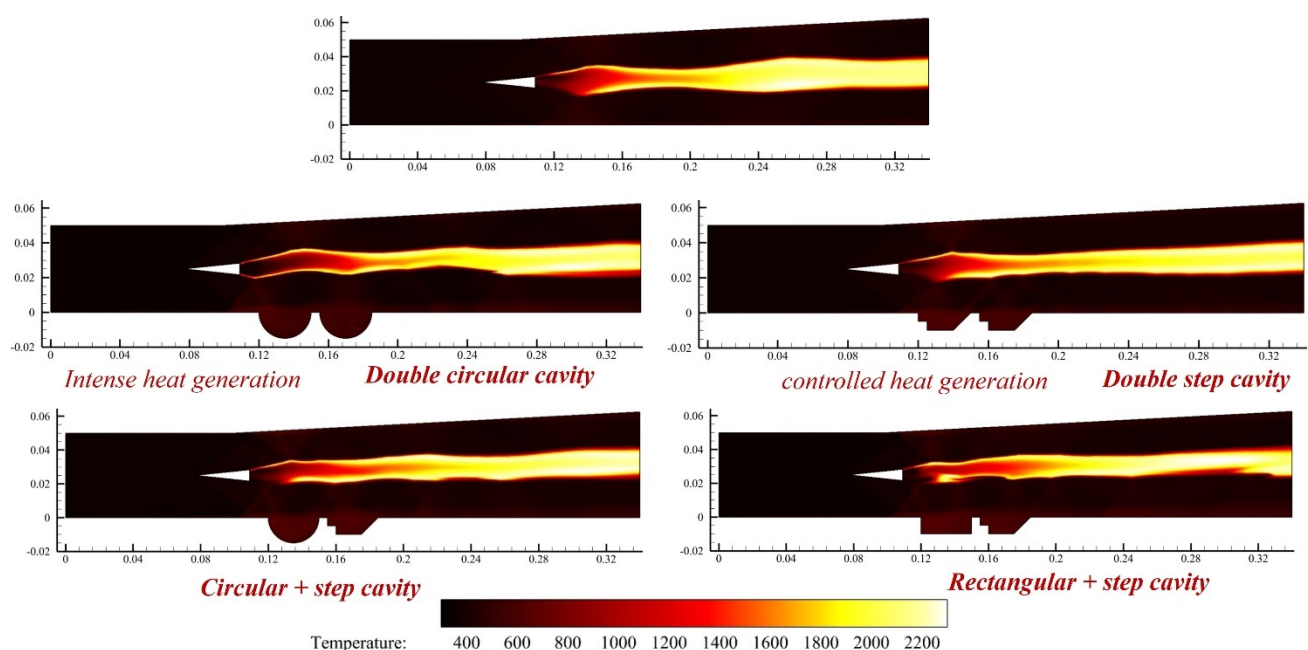 0.06
0.04
0.02
0
-0.02
0 0.04 0.08 0.12 0.16 0.2 0.24 0.28 0.32
0.06
0.04
0.02
0
-0.02
0 0.04 0.08 0.12 0.16 0.2 0.24 0.28 0.32
Intense heat generation Double circular cavity
0.06
0.04
0.02
0
-0.02
0 0.04 0.08 0.12 0.16 0.2 0.24 0.28 0.32
controlled heat generation Double step cavity
0.06
0.04
0.02
0
-0.02
0 0.04 0.08 0.12 0.16 0.2 0.24 0.28 0.32
Circular + step cavity
0.06
0.04
0.02
0
-0.02
0 0.04 0.08 0.12 0.16 0.2 0.24 0.28 0.32
Rectangular + step cavity
Temperature: 400 600 800 1000 1200 1400 1600 1800 2000 2200